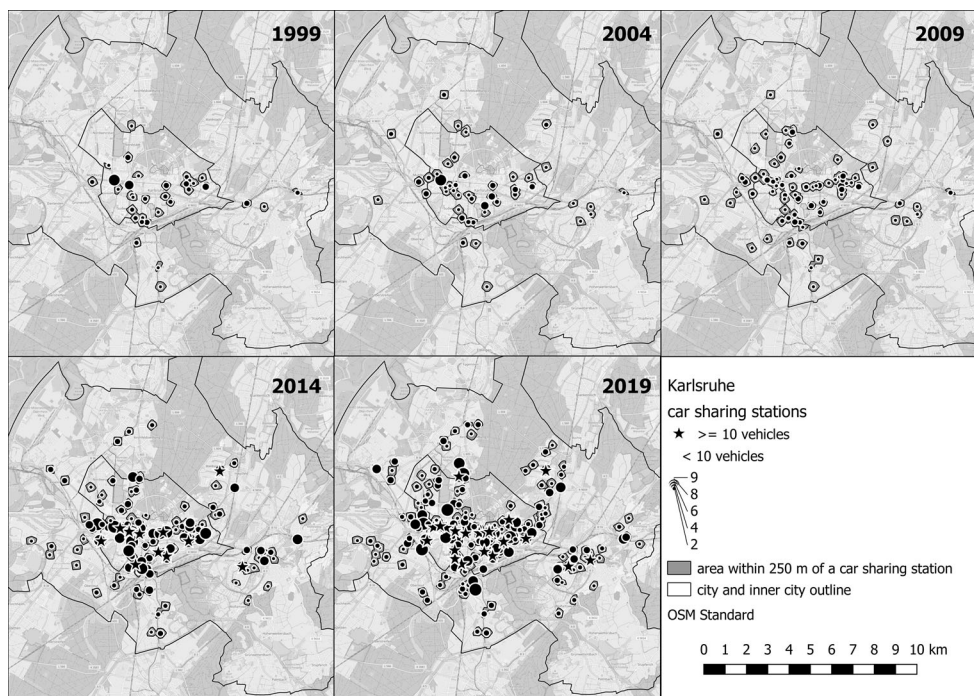 1999
2004
2009
2014
2019
Karlsruhe
car sharing stations
>= 10 vehicles
< 10 vehicles
9
8
6
4
2
area within 250 m of a car sharing station
city and inner city outline
OSM Standard
0 1 2 3 4 5 6 7 8 9 10 km